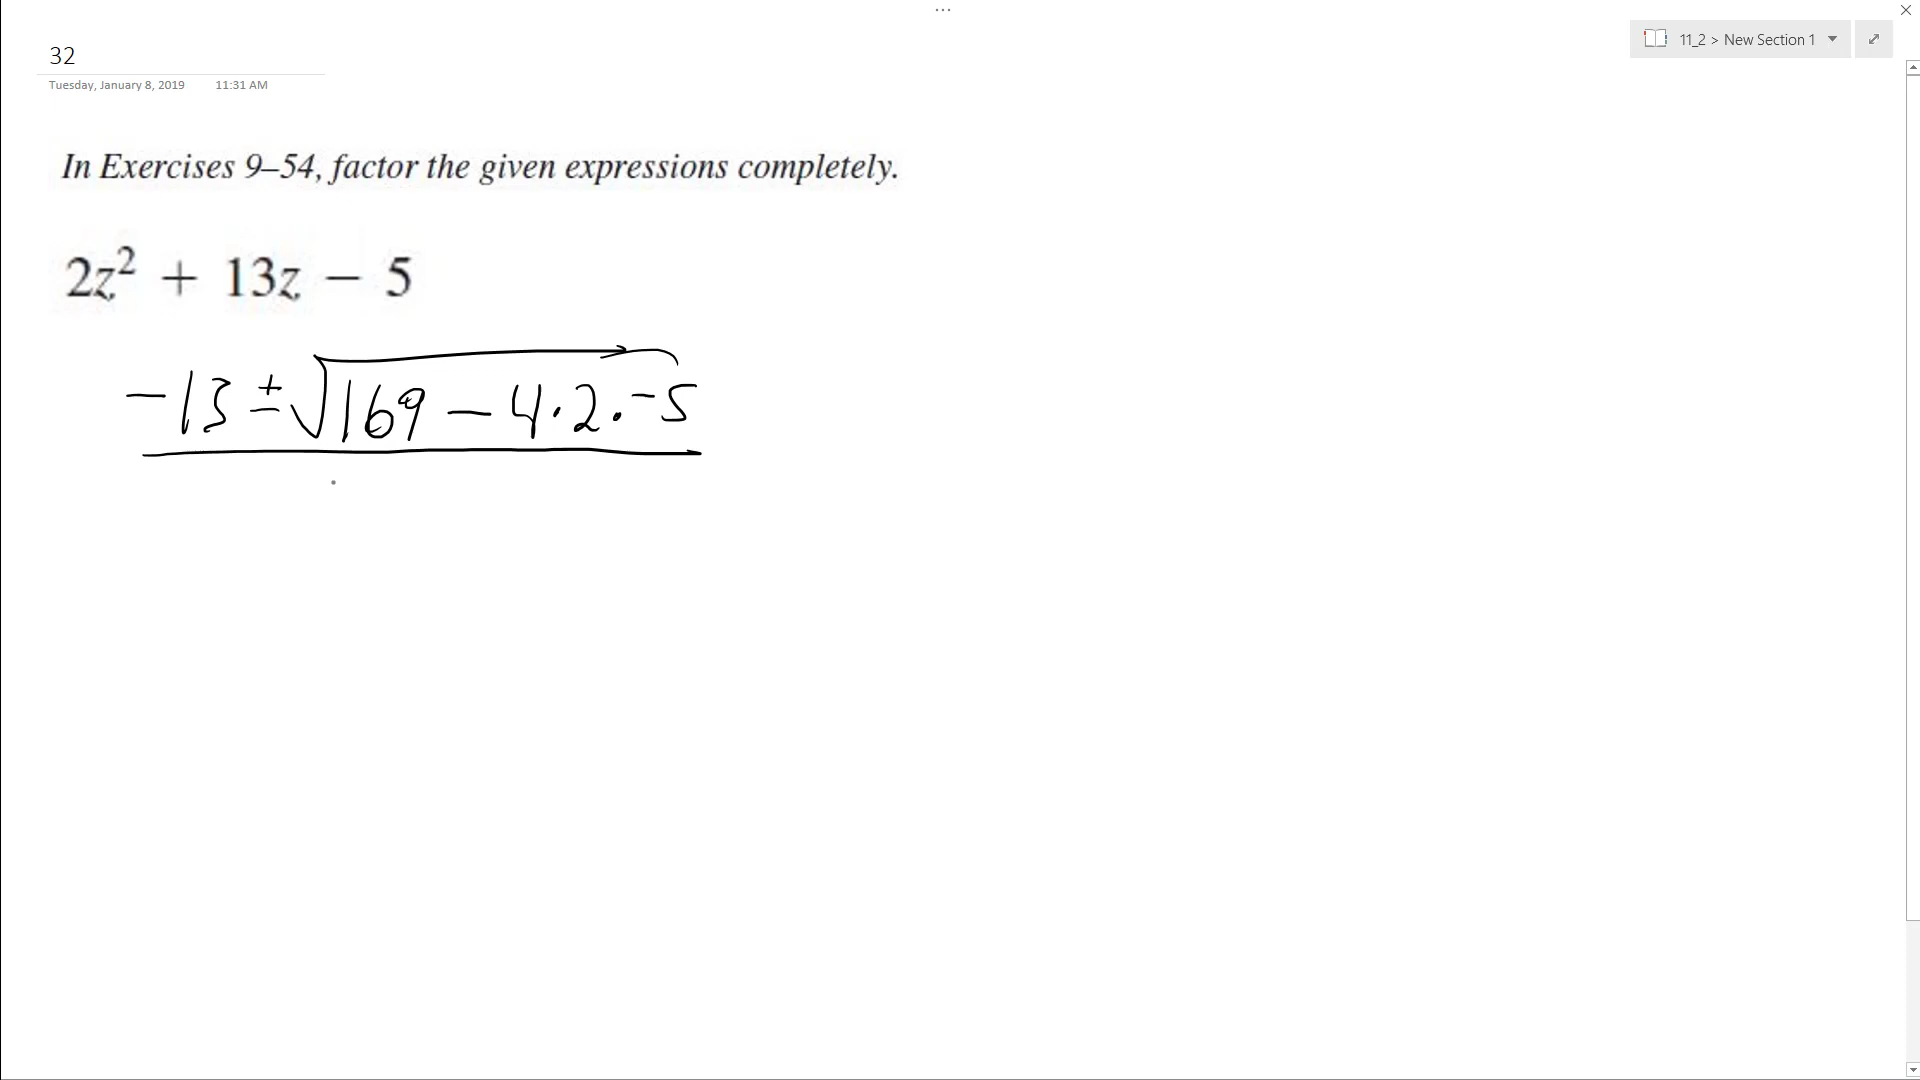 ...
11_2 > New Section 1
32
Tuesday, January 8, 2019 11:31 AM
In Exercises 9–54, factor the given expressions completely.
2z² + 13z − 5
−13 ± √169 − 4·2·−5